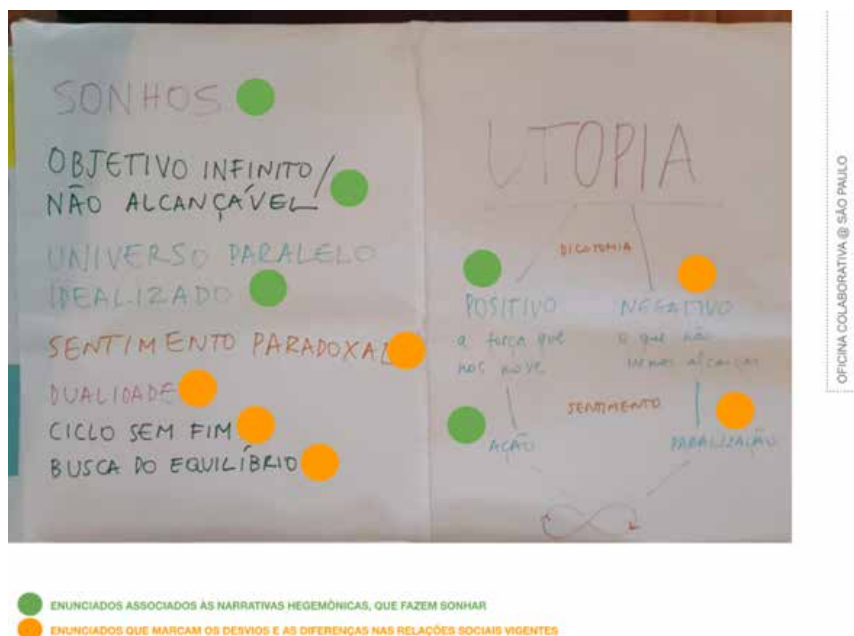 SONHOS
OBJETIVO INFINITO/
NÃO ALCANÇÁVEL
UNIVERSO PARALELO
IDEALIZADO
SENTIMENTO PARADOXAL
DUALIDADE
CICLO SEM FIM
BUSCA DO EQUILÍBRIO
UTOPIA
DICOTOMIA
POSITIVO
a força que
nos move
NEGATIVO
o que não
alcançar
SENTIMENTO
AÇÃO
PARALIZAÇÃO
OFICINA COLABORATIVA @ SÃO PAULO
ENUNCIADOS ASSOCIADOS ÀS NARRATIVAS HEGEMÔNICAS, QUE FAZEM SONHAR
ENUNCIADOS QUE MARCAM OS DESVIOS E AS DIFERENÇAS NAS RELAÇÕES SOCIAIS VIGENTES